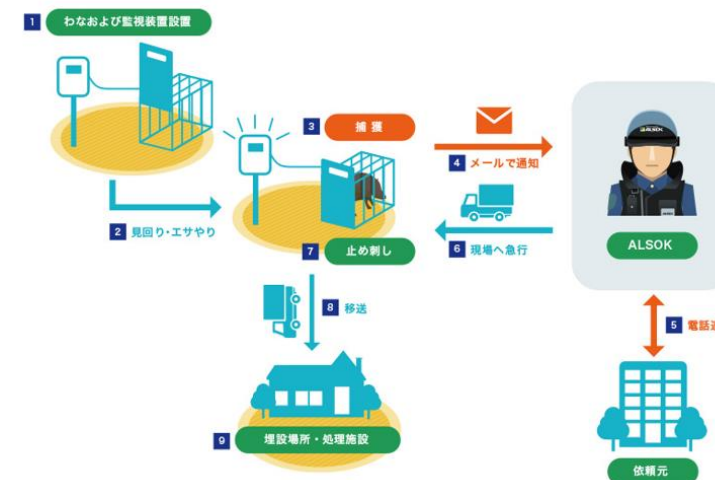 1 わなおよび監視装置設置
2 見回り・エサやり
3 捕獲
4 メールで通知
ALSOK
ALSOK
5 電話
6 現場へ急行
7 止め刺し
8 移送
9 埋設場所・処理施設
依頼元